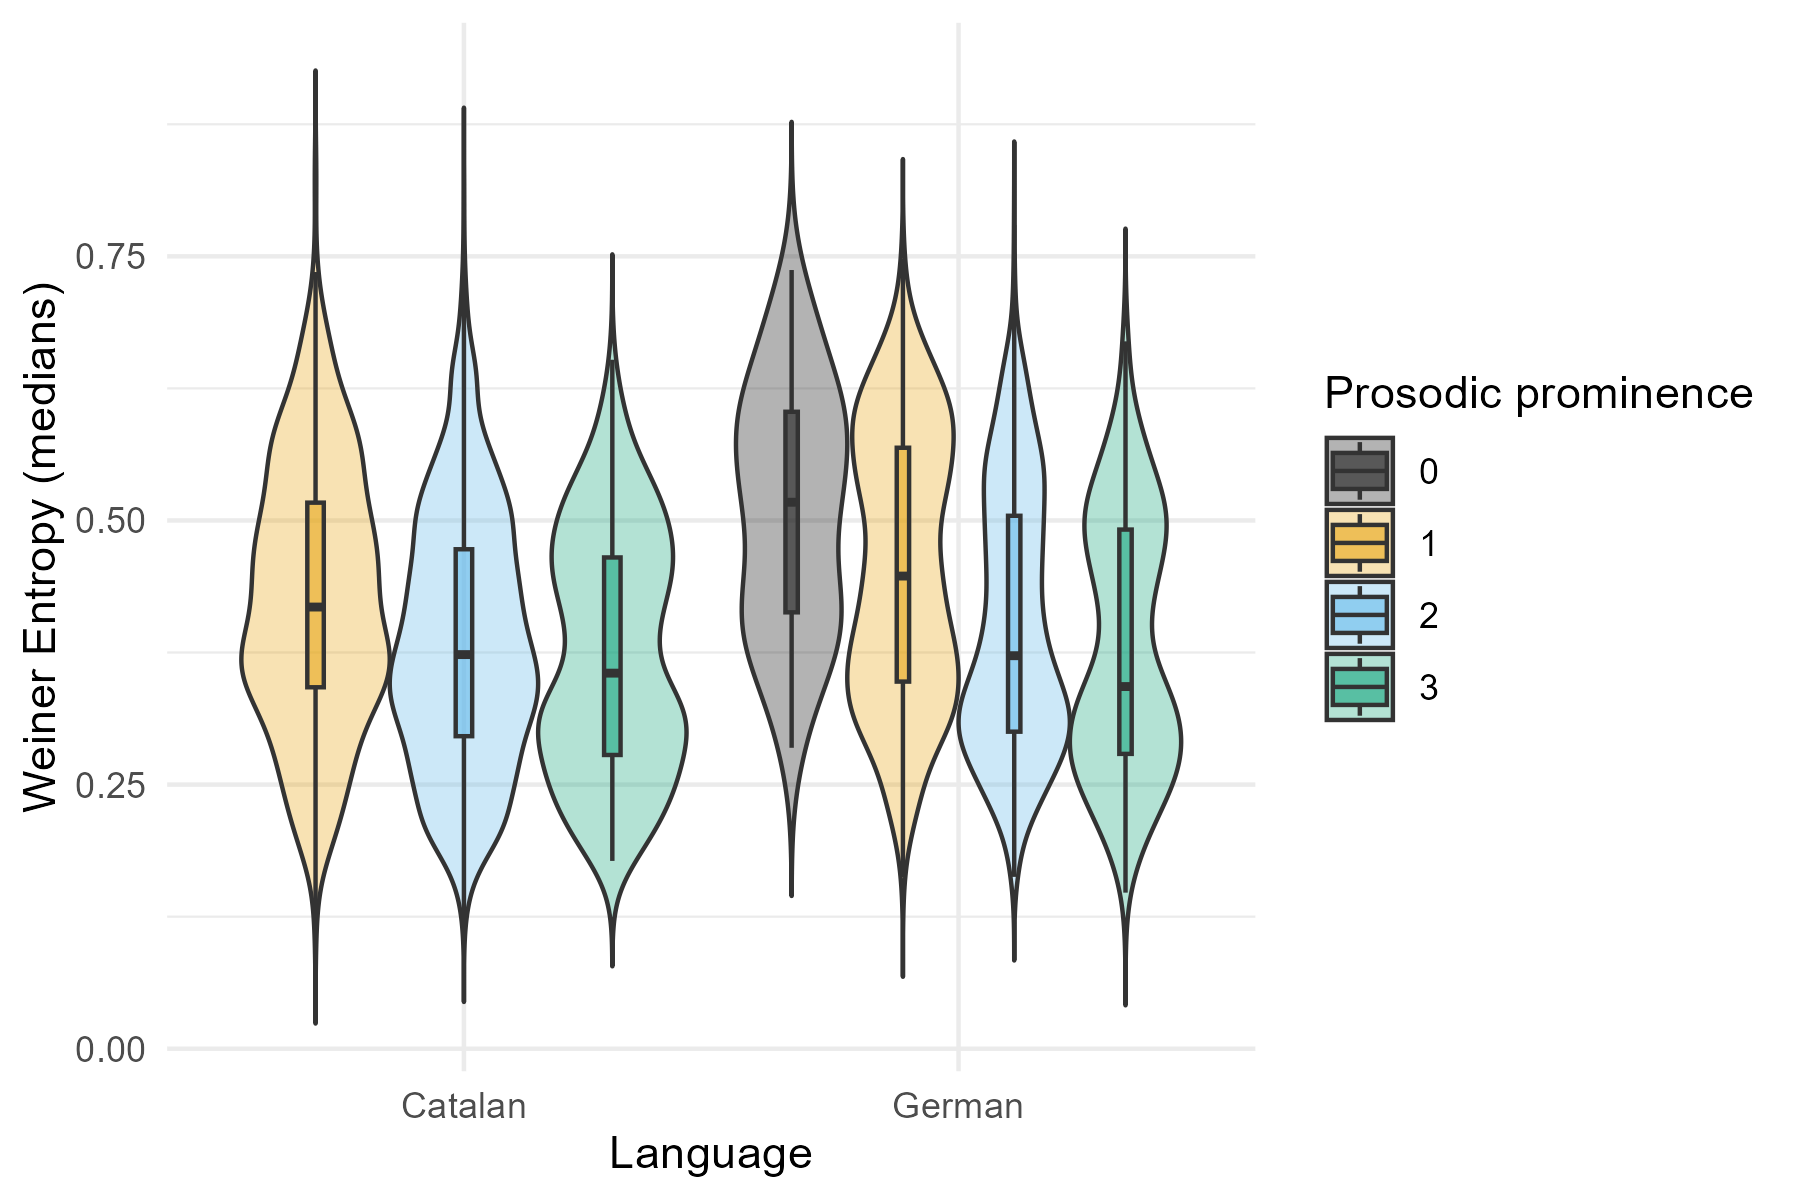 Weiner Entropy (medians)
0.75
0.50
0.25
0.00
Catalan
German
Language
Prosodic prominence
0
1
2
3